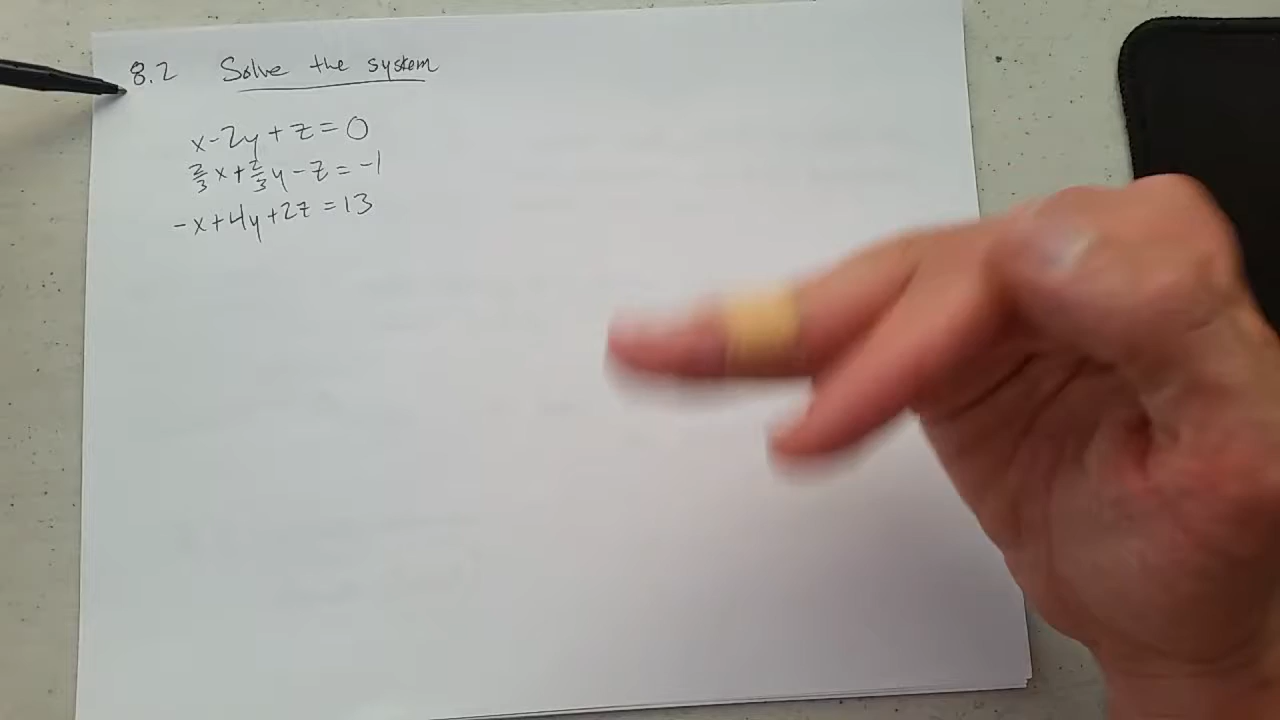 8.2 Solve the system
x-2y+z=0
2/3x+2/3y-z=-1
-x+4y+2z=13